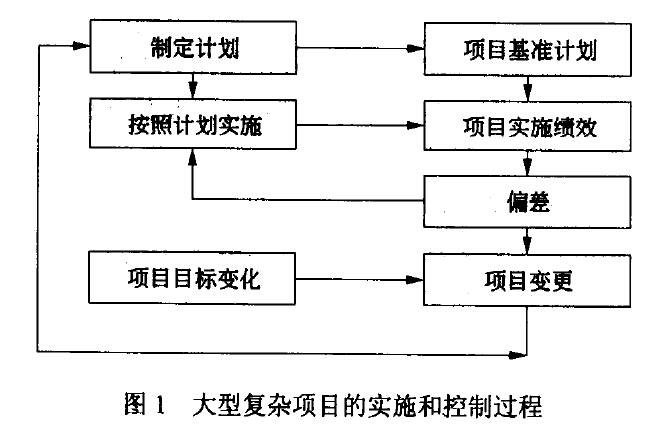 制定计划
项目基准计划
按照计划实施
项目实施绩效
偏差
项目目标变化
项目变更
图1 大型复杂项目的实施和控制过程